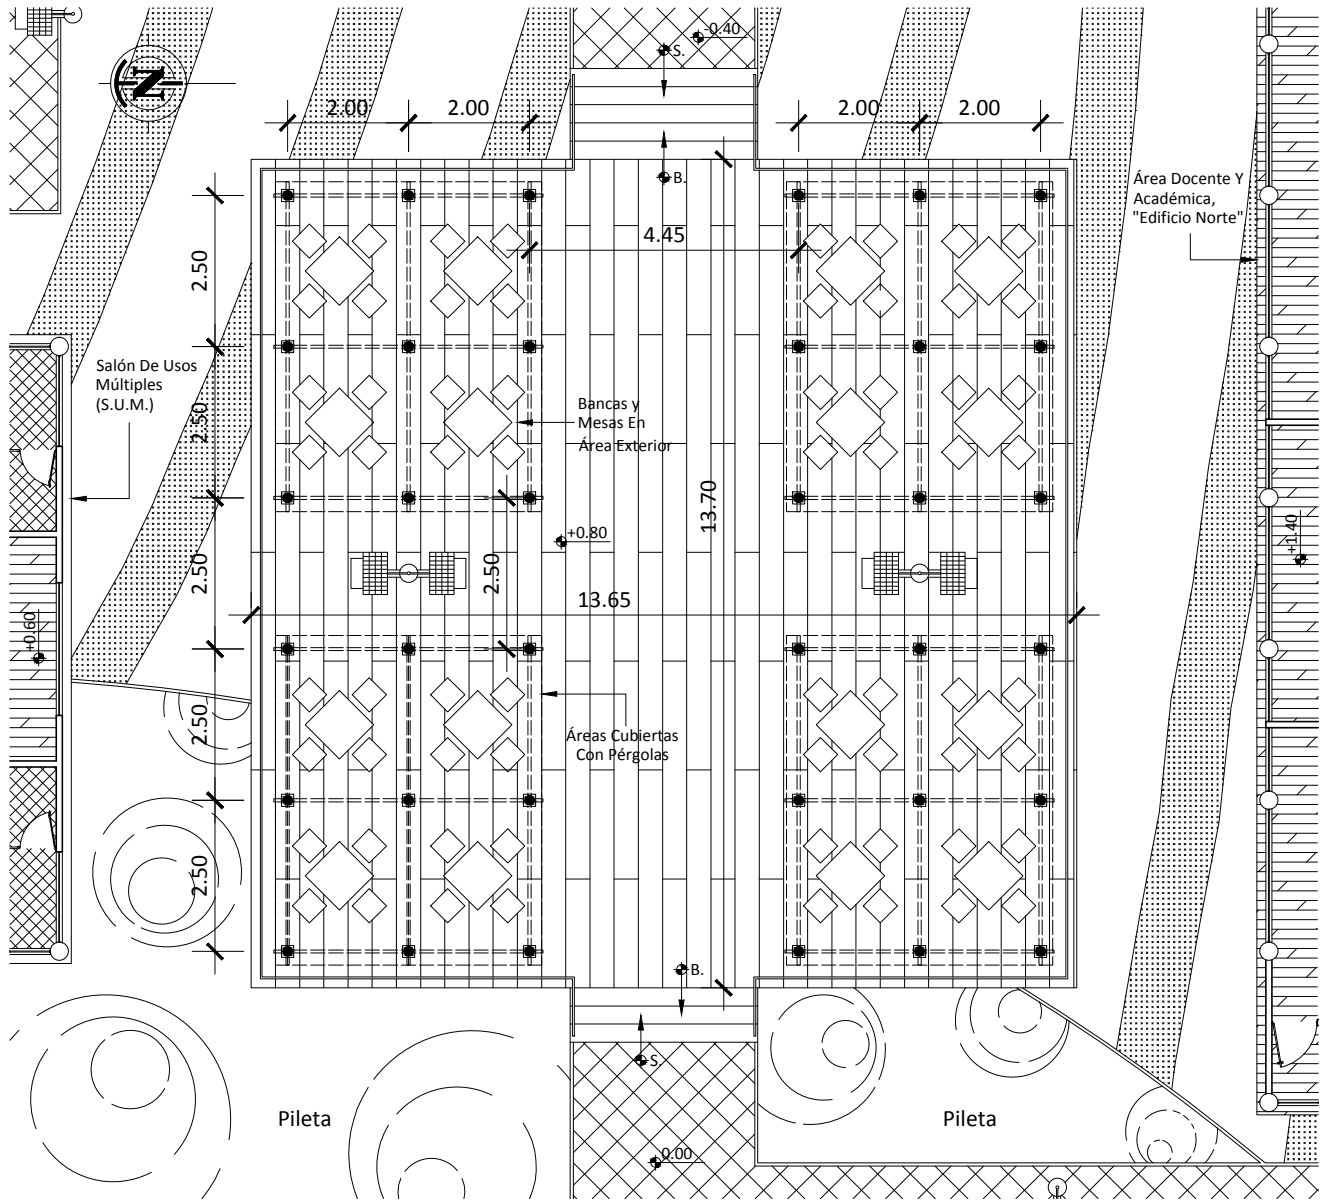 -0.40
S.
N
2.00
2.00
2.00
2.00
B.
Área Docente Y
Académica,
"Edificio Norte"
4.45
2.50
Salón De Usos
Múltiples
(S.U.M.)
2.50
Bancas y
Mesas En
Área Exterior
13.70
+0.80
+1.40
2.50
2.50
13.65
+0.60
2.50
Áreas Cubiertas
Con Pérgolas
2.50
B.
S.
Pileta
Pileta
0.00